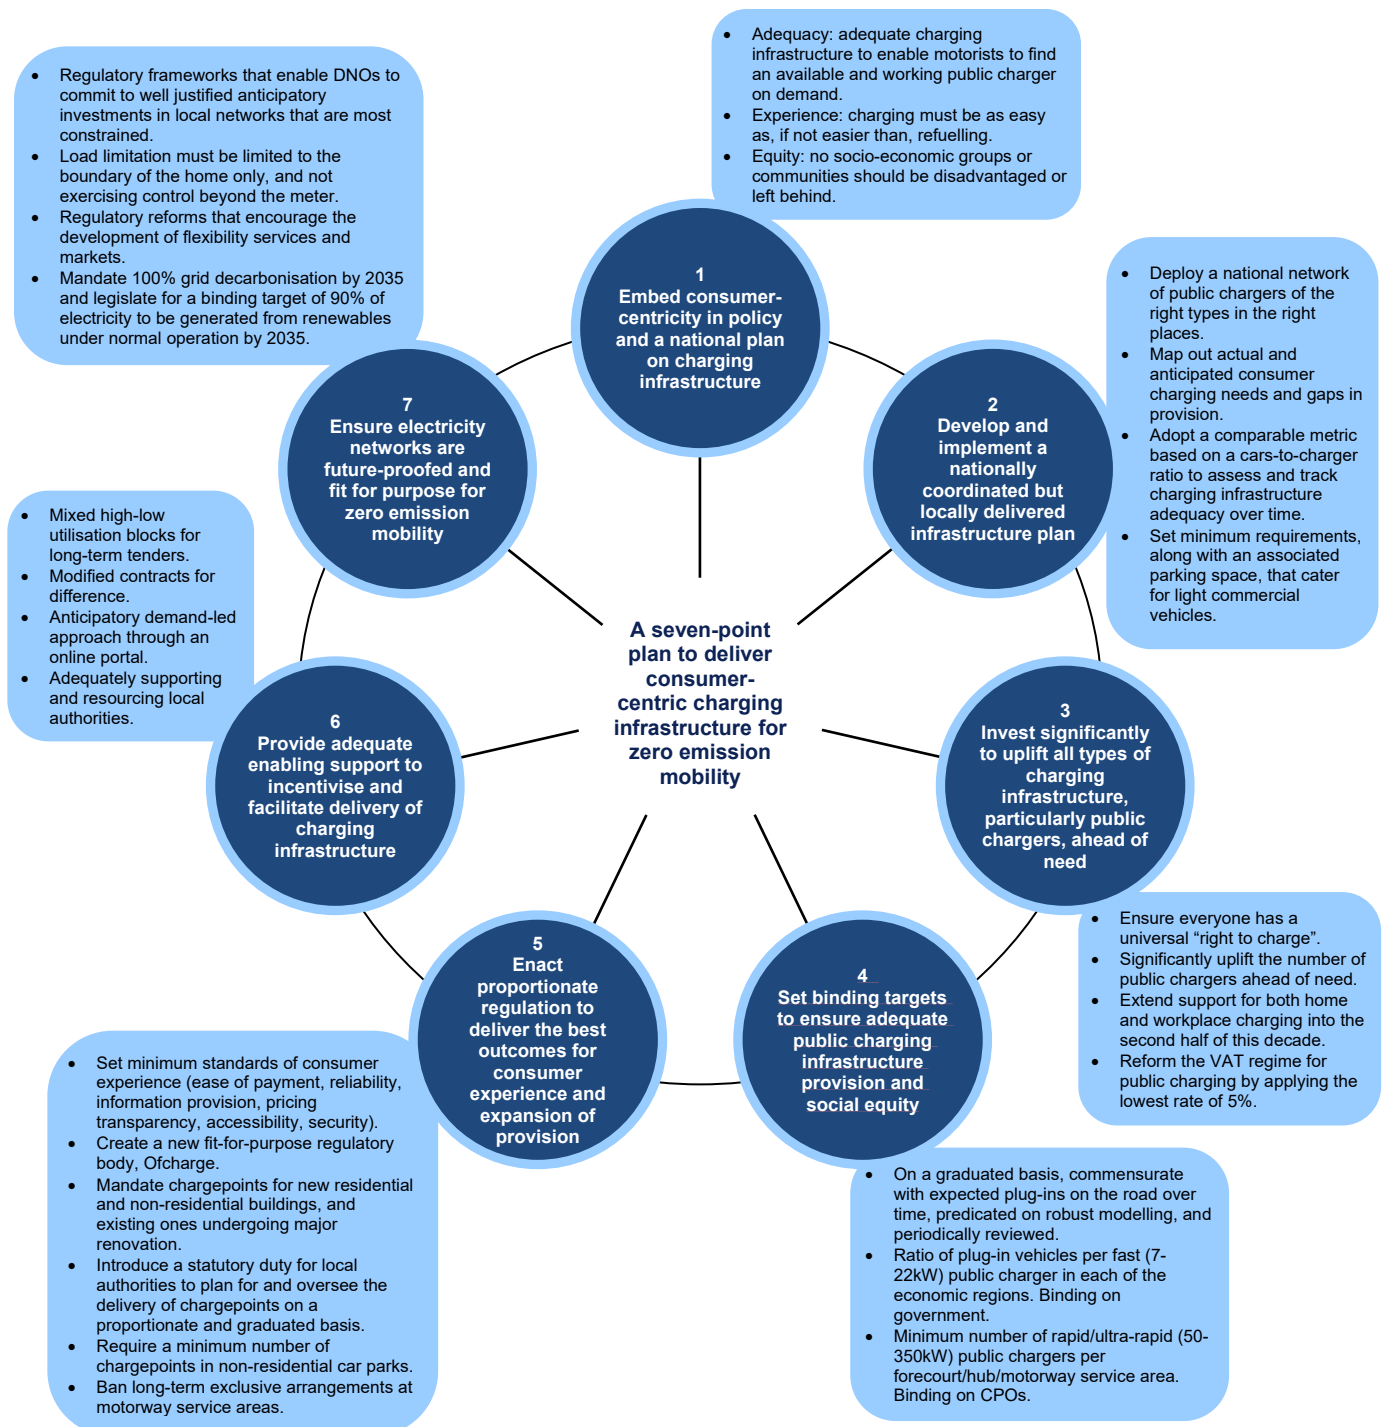 A seven-point
plan to deliver
consumer-
centric charging
infrastructure for
zero emission
mobility
1
Embed consumer-
centricity in policy
and a national plan
on charging
infrastructure
• Adequacy: adequate charging
infrastructure to enable motorists to find
an available and working public charger
on demand.
• Experience: charging must be as easy
as, if not easier than, refuelling.
• Equity: no socio-economic groups or
communities should be disadvantaged or
left behind.
2
Develop and
implement a
nationally
coordinated but
locally delivered
infrastructure plan
• Deploy a national network
of public chargers of the
right types in the right
places.
• Map out actual and
anticipated consumer
charging needs and gaps in
provision.
• Adopt a comparable metric
based on a cars-to-charger
ratio to assess and track
charging infrastructure
adequacy over time.
• Set minimum requirements,
along with an associated
parking space, that cater
for light commercial
vehicles.
3
Invest significantly
to uplift all types of
charging
infrastructure,
particularly public
chargers, ahead of
need
• Ensure everyone has a
universal “right to charge”.
• Significantly uplift the number of
public chargers ahead of need.
• Extend support for both home
and workplace charging into the
second half of this decade.
• Reform the VAT regime for
public charging by applying the
lowest rate of 5%.
4
Set binding targets
to ensure adequate
public charging
infrastructure
provision and
social equity
• On a graduated basis, commensurate
with expected plug-ins on the road over
time, predicated on robust modelling, and
periodically reviewed.
• Ratio of plug-in vehicles per fast (7-
22kW) public charger in each of the
economic regions. Binding on
government.
• Minimum number of rapid/ultra-rapid (50-
350kW) public chargers per
forecourt/hub/motorway service area.
Binding on CPOs.
5
Enact
proportionate
regulation to
deliver the best
outcomes for
consumer
experience and
expansion of
provision
• Set minimum standards of consumer
experience (ease of payment, reliability,
information provision, pricing
transparency, accessibility, security).
• Create a new fit-for-purpose regulatory
body, Ofcharge.
• Mandate chargepoints for new residential
and non-residential buildings, and
existing ones undergoing major
renovation.
• Introduce a statutory duty for local
authorities to plan for and oversee the
delivery of chargepoints on a
proportionate and graduated basis.
• Require a minimum number of
chargepoints in non-residential car parks.
• Ban long-term exclusive arrangements at
motorway service areas.
6
Provide adequate
enabling support to
incentivise and
facilitate delivery of
charging
infrastructure
• Mixed high-low
utilisation blocks for
long-term tenders.
• Modified contracts for
difference.
• Anticipatory demand-led
approach through an
online portal.
• Adequately supporting
and resourcing local
authorities.
7
Ensure electricity
networks are
future-proofed and
fit for purpose for
zero emission
mobility
• Regulatory frameworks that enable DNOs to
commit to well justified anticipatory
investments in local networks that are most
constrained.
• Load limitation must be limited to the
boundary of the home only, and not
exercising control beyond the meter.
• Regulatory reforms that encourage the
development of flexibility services and
markets.
• Mandate 100% grid decarbonisation by 2035
and legislate for a binding target of 90% of
electricity to be generated from renewables
under normal operation by 2035.